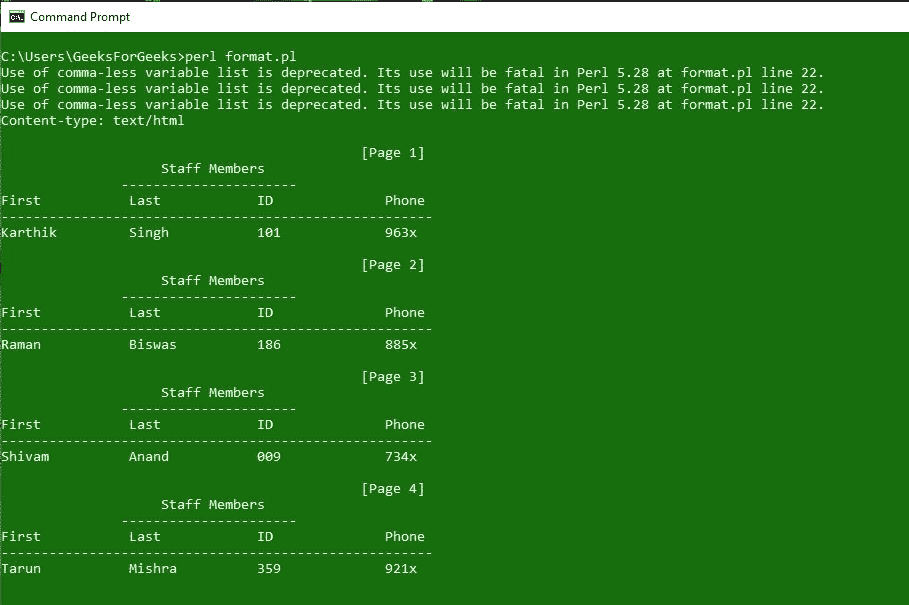 Command Prompt
C:\Users\GeeksForGeeks>perl format.pl
Use of comma-less variable list is deprecated. Its use will be fatal in Perl 5.28 at format.pl line 22.
Use of comma-less variable list is deprecated. Its use will be fatal in Perl 5.28 at format.pl line 22.
Use of comma-less variable list is deprecated. Its use will be fatal in Perl 5.28 at format.pl line 22.
Content-type: text/html
[Page 1]
Staff Members
----------------------
First Last ID Phone
------------------------------------------------------
Karthik Singh 101 963x
[Page 2]
Staff Members
----------------------
First Last ID Phone
------------------------------------------------------
Raman Biswas 186 885x
[Page 3]
Staff Members
----------------------
First Last ID Phone
------------------------------------------------------
Shivam Anand 009 734x
[Page 4]
Staff Members
----------------------
First Last ID Phone
------------------------------------------------------
Tarun Mishra 359 921x